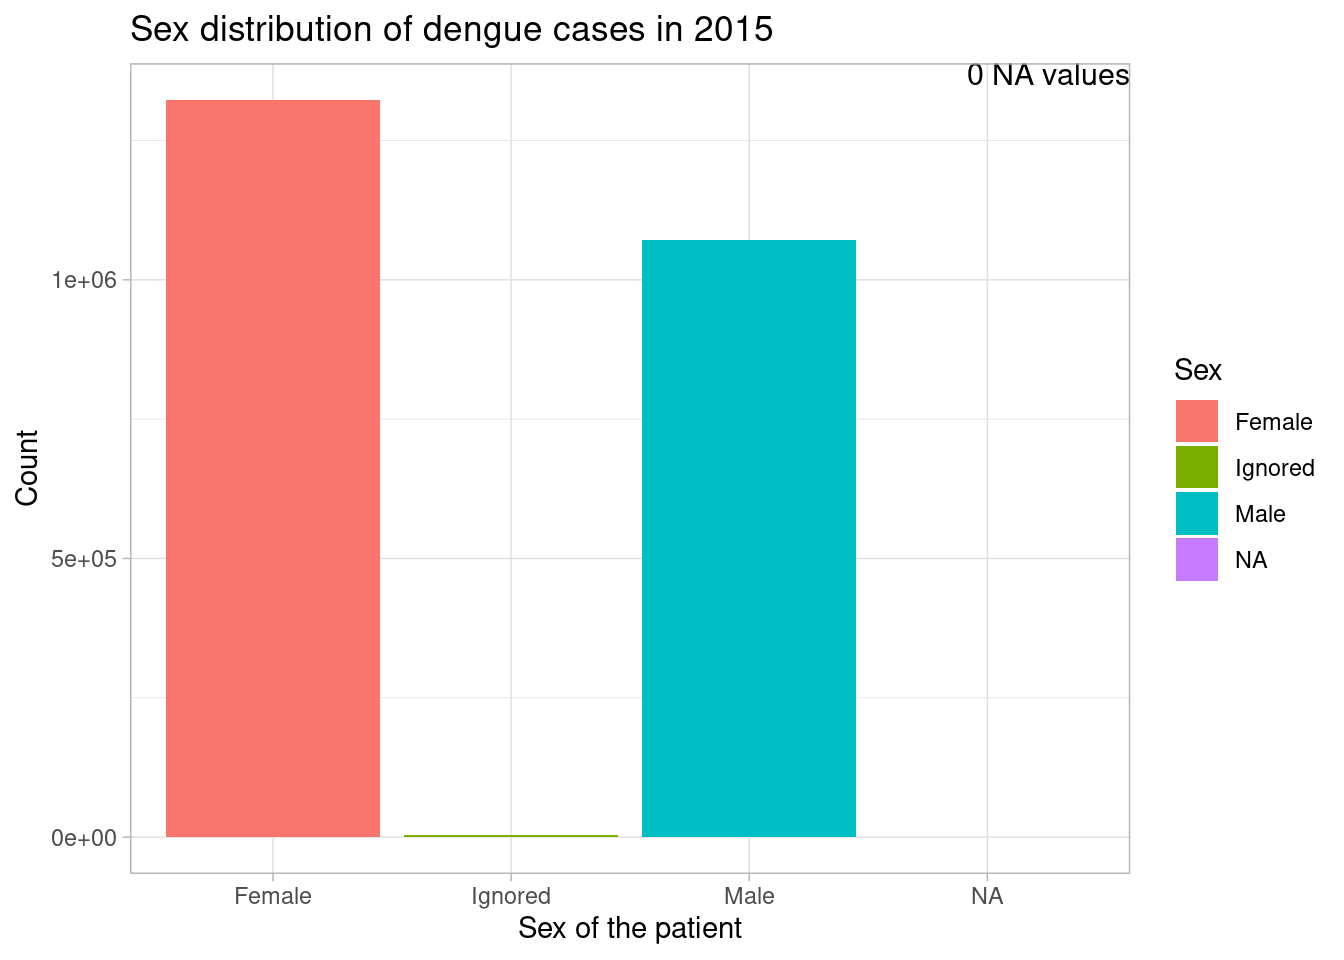 Sex distribution of dengue cases in 2015
0 NA values
1e+06
5e+05
0e+00
Count
Female
Ignored
Male
NA
Sex of the patient
Sex
Female
Ignored
Male
NA